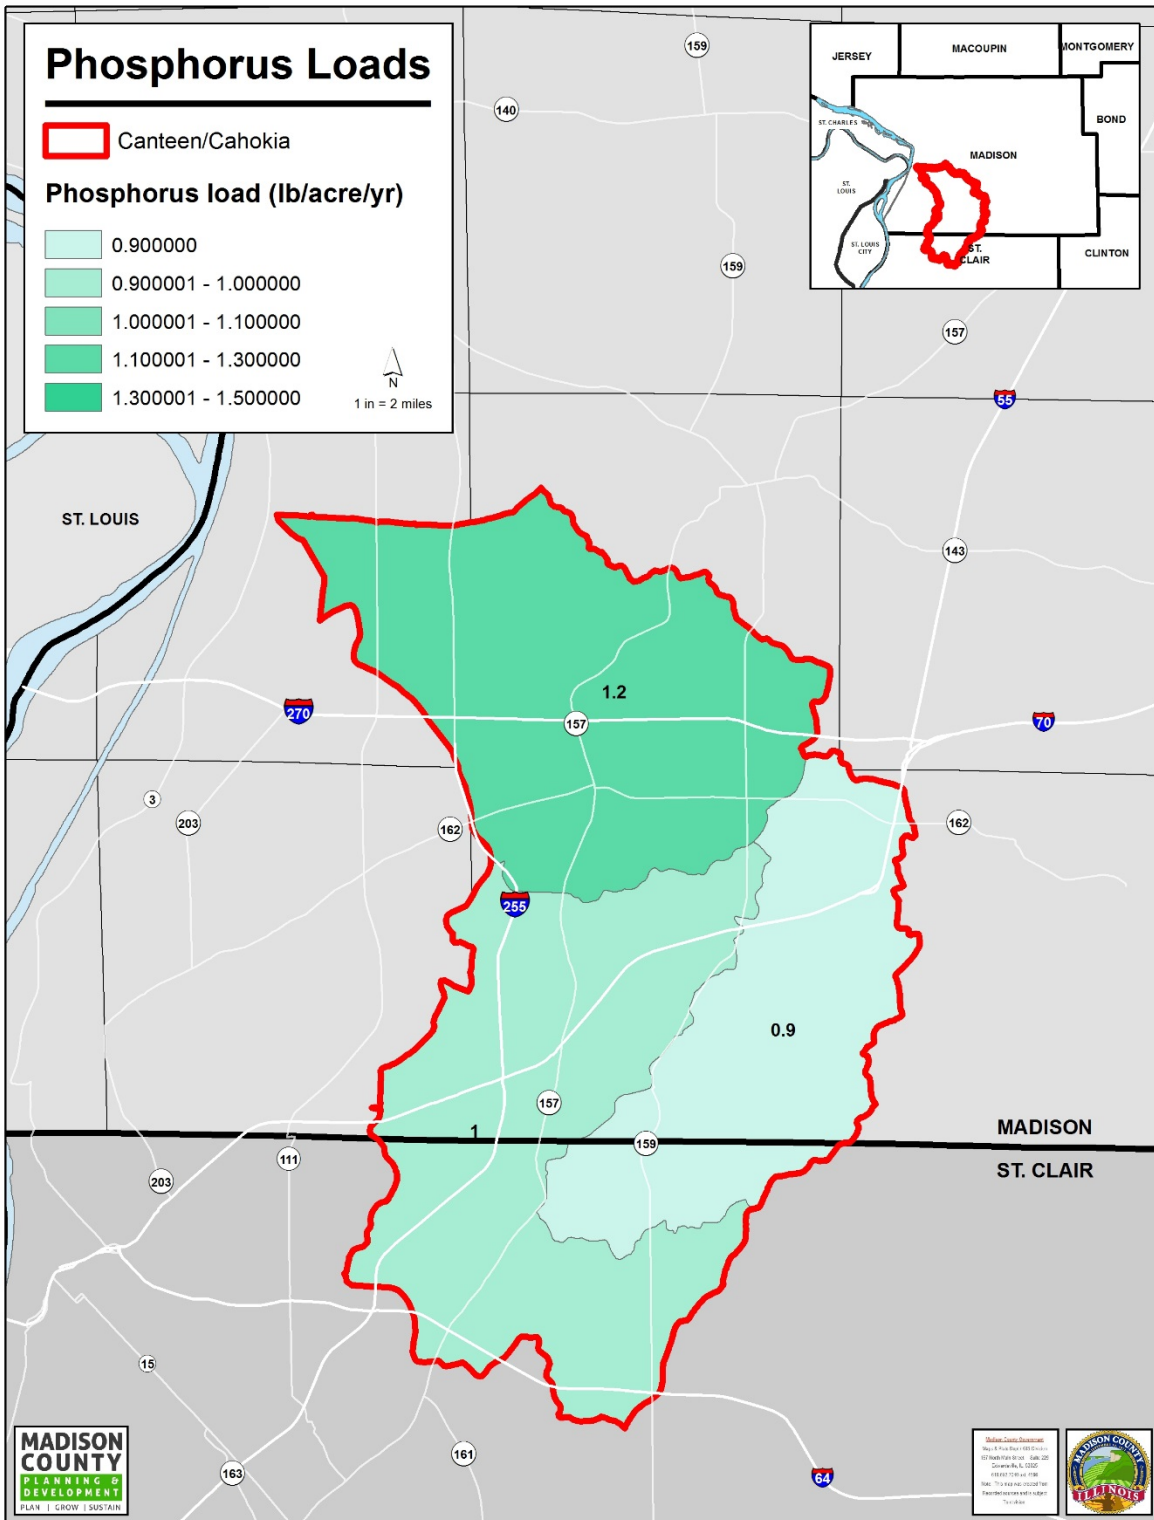 Phosphorus Loads
Canteen/Cahokia
Phosphorus load (lb/acre/yr)
0.900000
0.900001 - 1.000000
1.000001 - 1.100000
1.100001 - 1.300000
1.300001 - 1.500000
N
1 in = 2 miles
JERSEY
MACOUPIN
MONTGOMERY
BOND
ST. CHARLES
MADISON
ST. LOUIS
ST. LOUIS CITY
ST. CLAIR
CLINTON
159
140
159
157
55
ST. LOUIS
143
1.2
270
157
70
3
203
162
162
255
0.9
157
1
159
MADISON
ST. CLAIR
111
203
15
161
163
64
MADISON
COUNTY
PLANNING &
DEVELOPMENT
PLAN | GROW | SUSTAIN
MADISON COUNTY
ILLINOIS